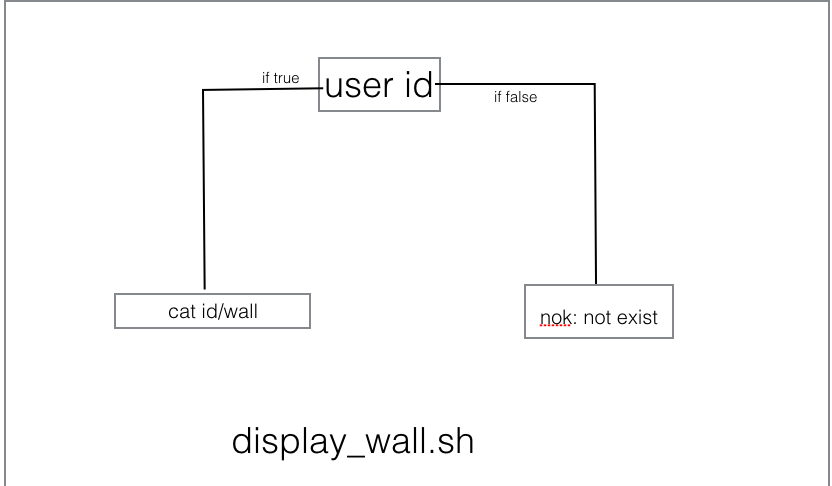 if true
user id
if false
cat id/wall
nok: not exist
display_wall.sh